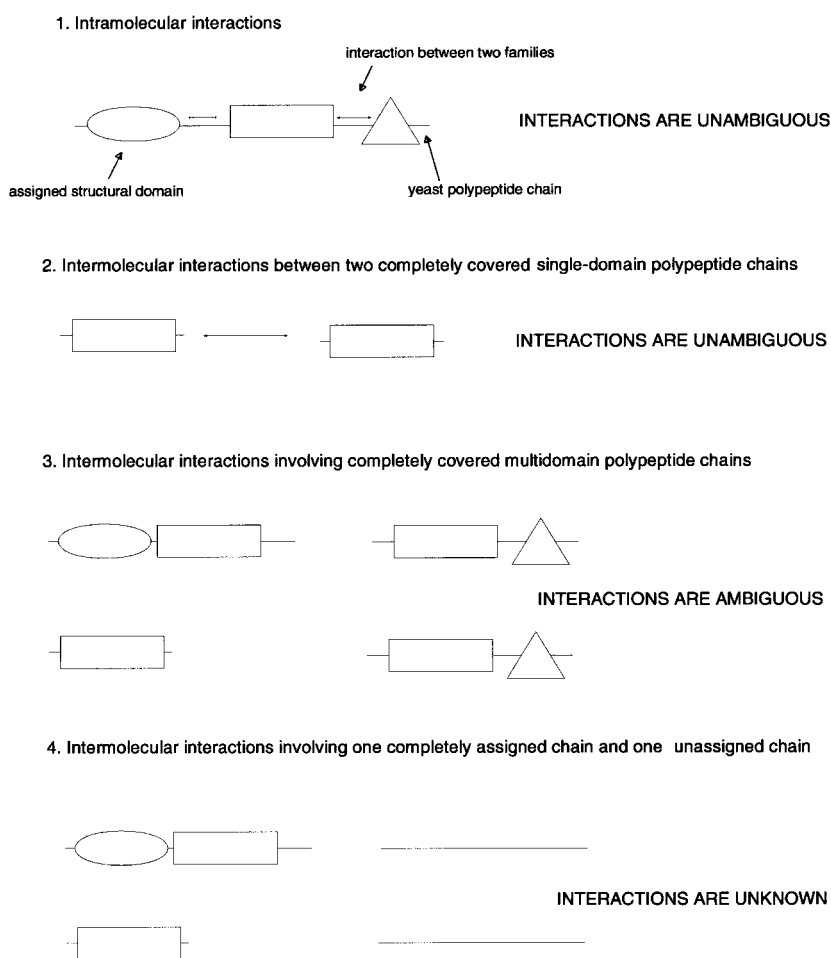 1. Intramolecular interactions
interaction between two families
INTERACTIONS ARE UNAMBIGUOUS
assigned structural domain
yeast polypeptide chain
2. Intermolecular interactions between two completely covered single-domain polypeptide chains
INTERACTIONS ARE UNAMBIGUOUS
3. Intermolecular interactions involving completely covered multidomain polypeptide chains
INTERACTIONS ARE AMBIGUOUS
4. Intermolecular interactions involving one completely assigned chain and one unassigned chain
INTERACTIONS ARE UNKNOWN